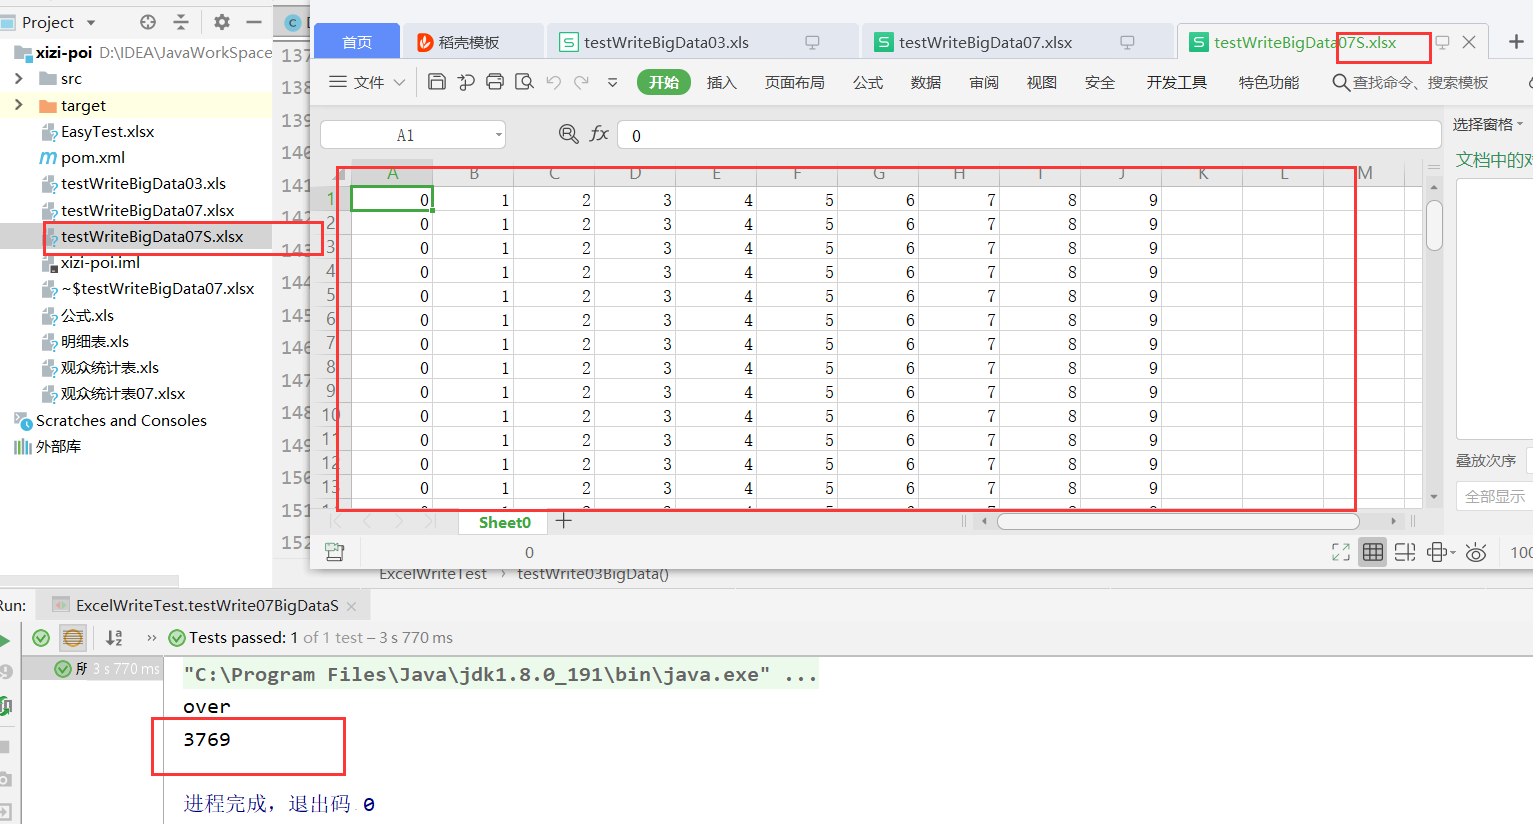 Project
xizi-poi D:\IDEA\JavaWorkSpace
src
target
EasyTest.xlsx
pom.xml
testWriteBigData03.xls
testWriteBigData07.xlsx
testWriteBigData07S.xlsx
xizi-poi.iml
~$testWriteBigData07.xlsx
公式.xls
明细表.xls
观众统计表.xls
观众统计表07.xlsx
Scratches and Consoles
外部库
137
138
139
140
141
142
143
144
145
146
147
148
149
150
151
152
首页 稻壳模板 testWriteBigData03.xls testWriteBigData07.xlsx testWriteBigData07S.xlsx
文件 开始 插入 页面布局 公式 数据 审阅 视图 安全 开发工具 特色功能 查找命令、搜索模板
A1 fx 0
选择窗格
文档中的
A B C D E F G H I J K L M
1 0 1 2 3 4 5 6 7 8 9
2 0 1 2 3 4 5 6 7 8 9
3 0 1 2 3 4 5 6 7 8 9
4 0 1 2 3 4 5 6 7 8 9
5 0 1 2 3 4 5 6 7 8 9
6 0 1 2 3 4 5 6 7 8 9
7 0 1 2 3 4 5 6 7 8 9
8 0 1 2 3 4 5 6 7 8 9
9 0 1 2 3 4 5 6 7 8 9
10 0 1 2 3 4 5 6 7 8 9
11 0 1 2 3 4 5 6 7 8 9
12 0 1 2 3 4 5 6 7 8 9
13 0 1 2 3 4 5 6 7 8 9
叠放次序
全部显示
Sheet0
0
100
ExcelWriteTest › testWrite03BigData()
Run: ExcelWriteTest.testWrite07BigDataS
Tests passed: 1 of 1 test – 3 s 770 ms
3 s 770 ms
"C:\Program Files\Java\jdk1.8.0_191\bin\java.exe" ...
over
3769
进程完成，退出码 0